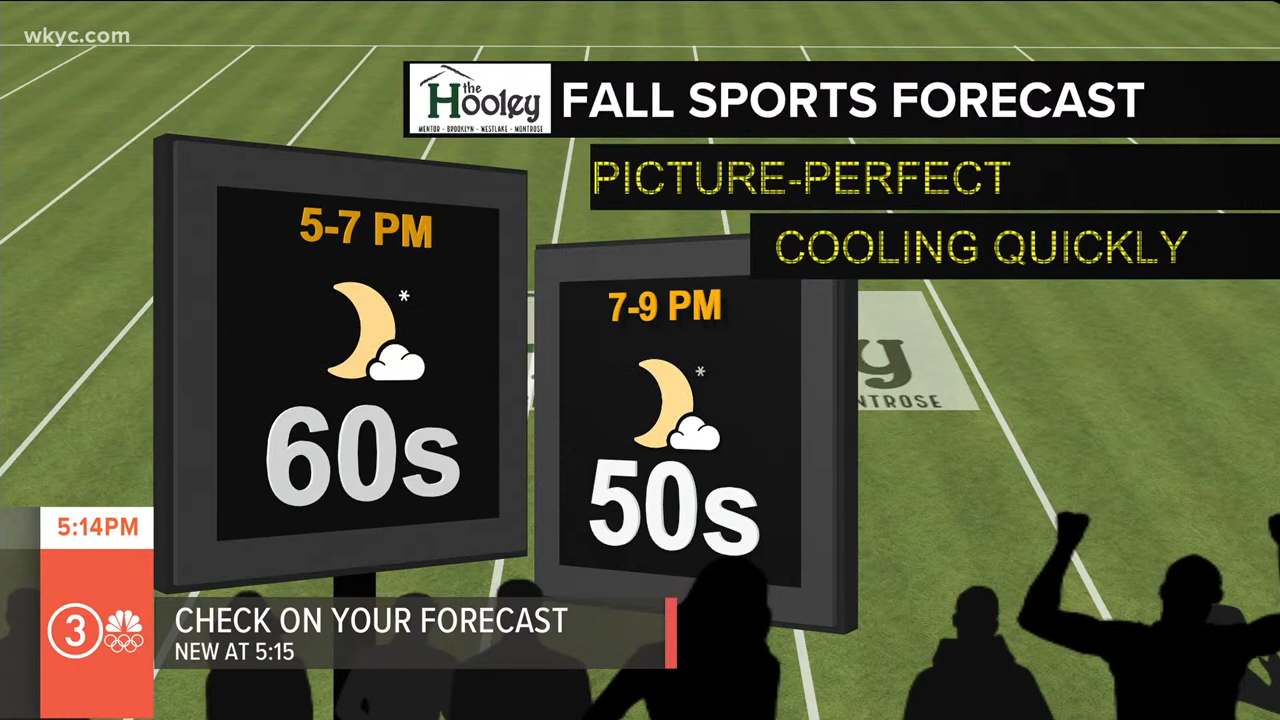 wkyc.com
the
Hooley
MENTOR - BROOKLYN - WESTLAKE - MONTROSE
FALL SPORTS FORECAST
PICTURE-PERFECT
COOLING QUICKLY
5-7 PM
60s
7-9 PM
50s
y
NTROSE
5:14PM
3
CHECK ON YOUR FORECAST
NEW AT 5:15